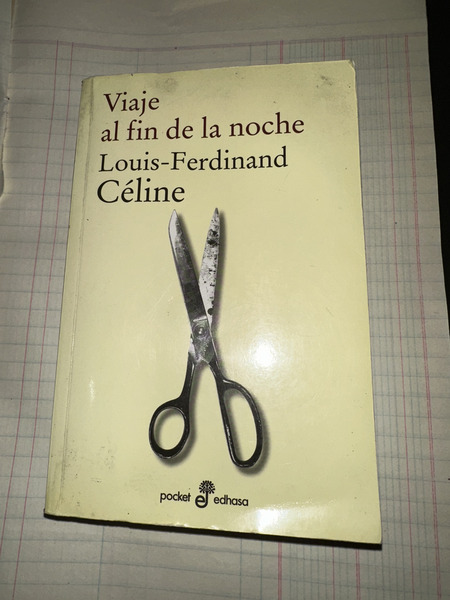 Viaje
al fin de la noche
Louis-Ferdinand
Céline
pocket edhasa